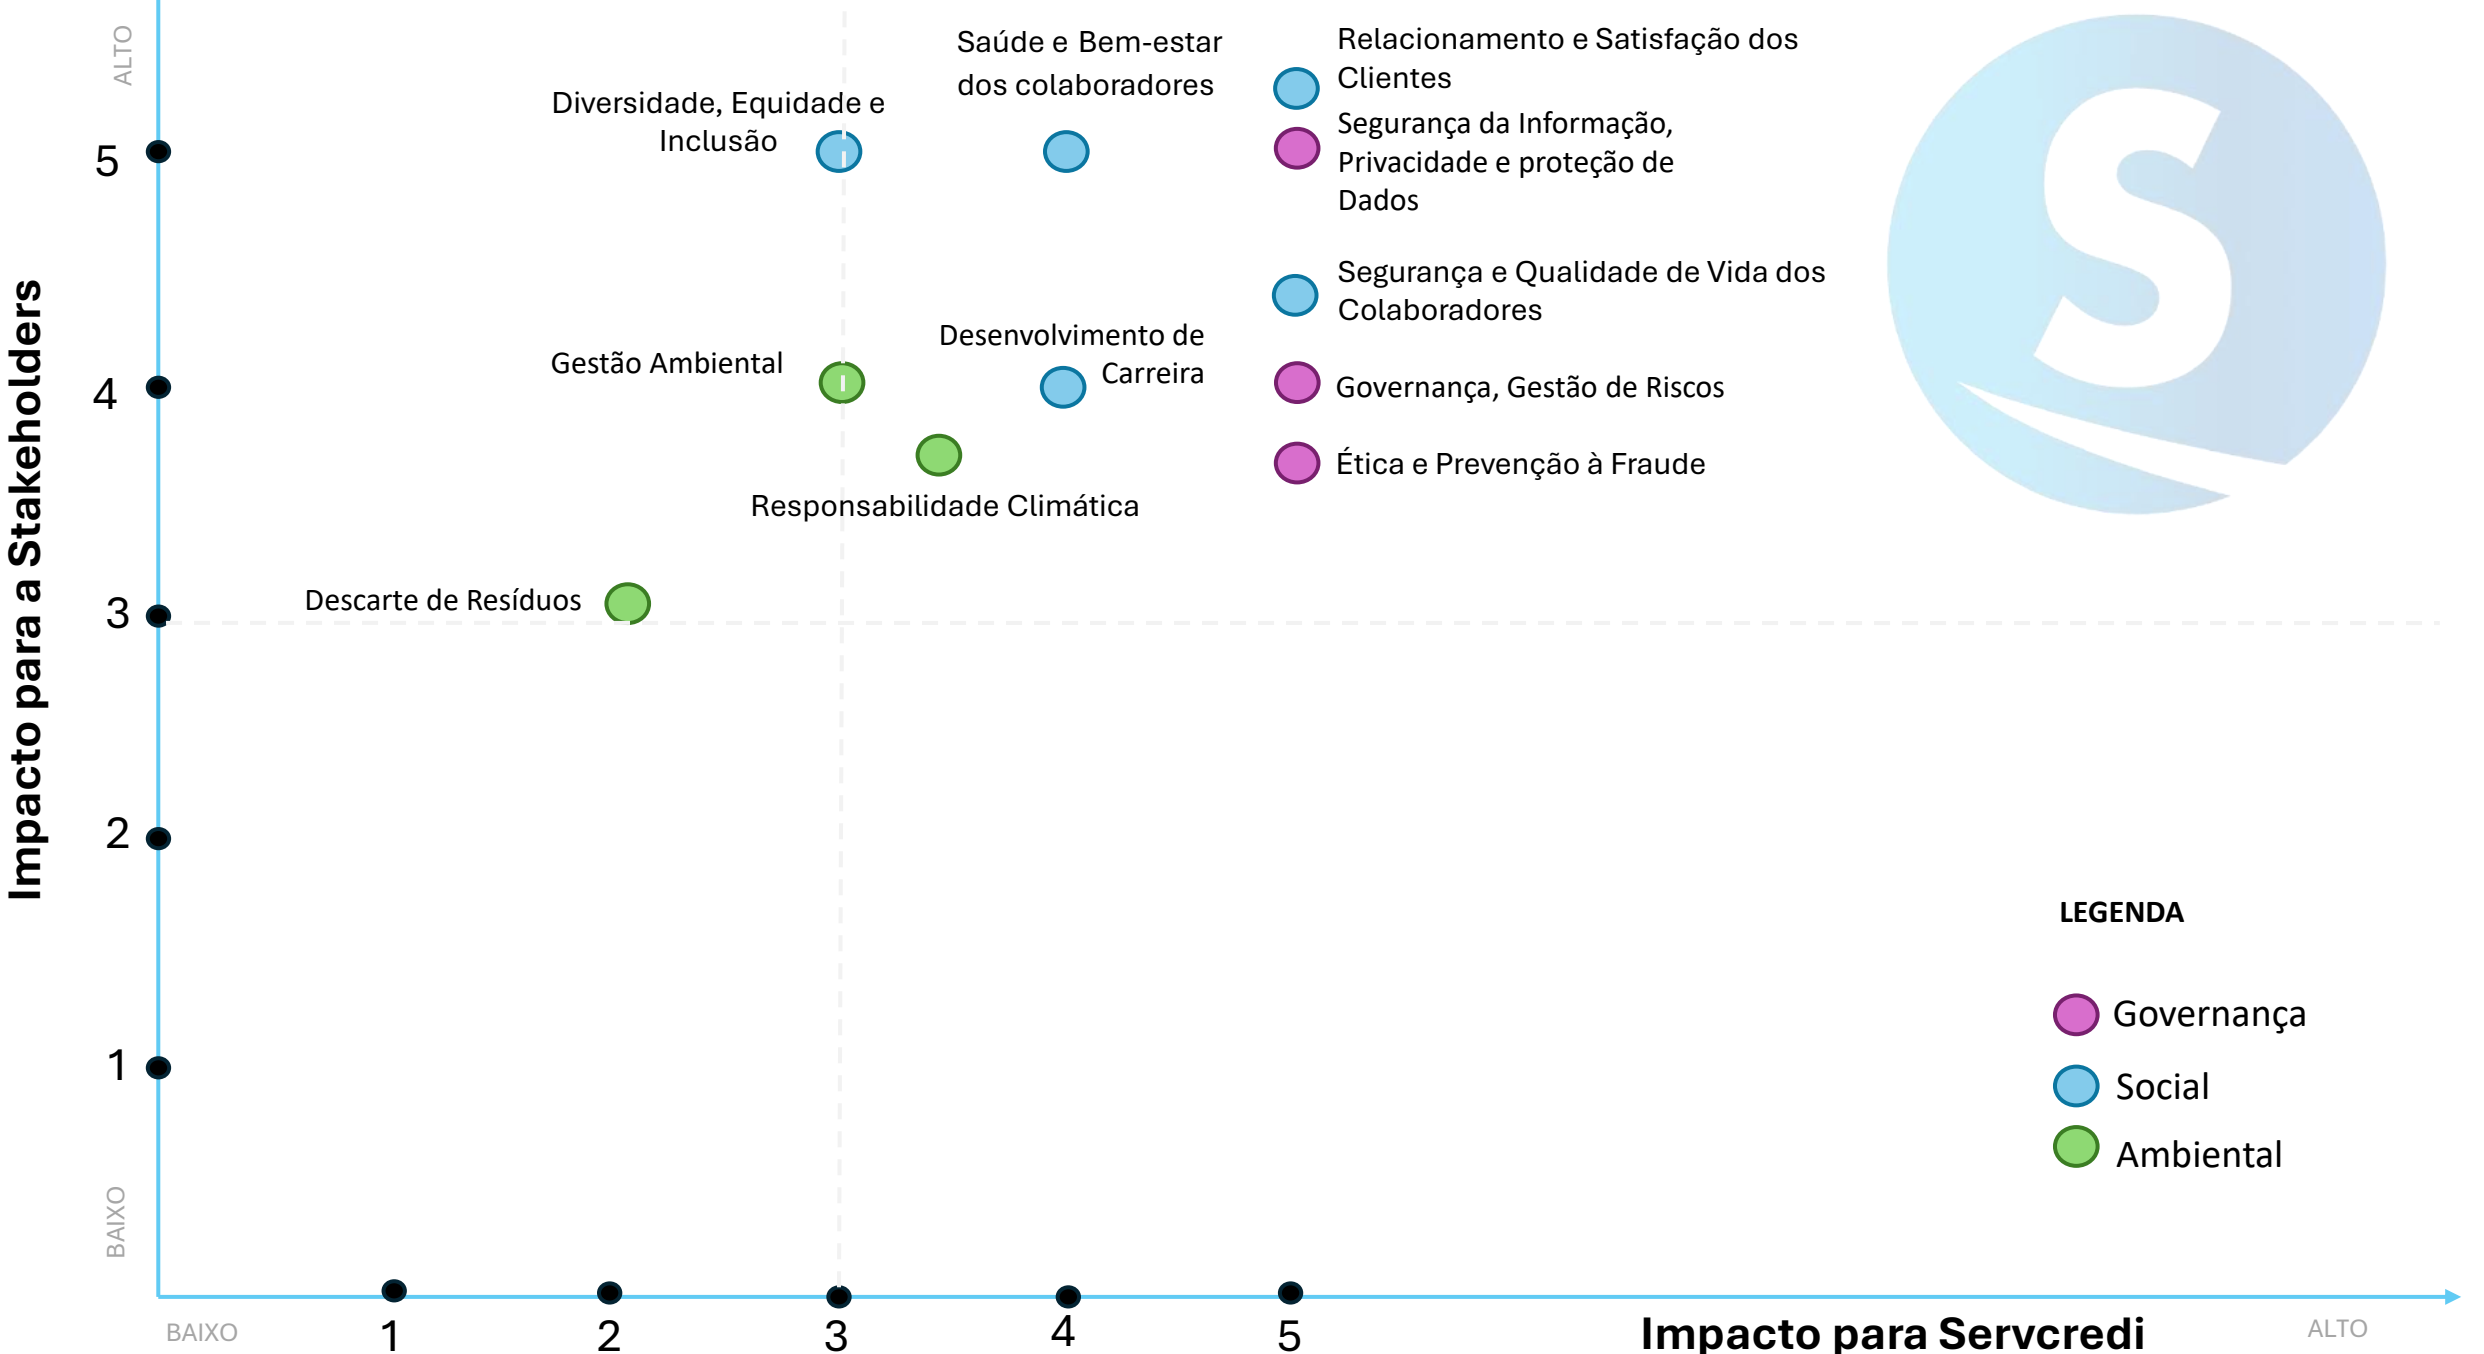 ALTO
Saúde e Bem-estar
dos colaboradores
Relacionamento e Satisfação dos
Clientes
Diversidade, Equidade e
Inclusão
Segurança da Informação,
Privacidade e proteção de
Dados
5
Segurança e Qualidade de Vida dos
Colaboradores
Desenvolvimento de
Carreira
Gestão Ambiental
4
Governança, Gestão de Riscos
Ética e Prevenção à Fraude
Responsabilidade Climática
Impacto para a Stakeholders
Descarte de Resíduos
3
2
1
S
LEGENDA
Governança
Social
Ambiental
BAIXO
BAIXO
1
2
3
4
5
Impacto para Servcredi
ALTO